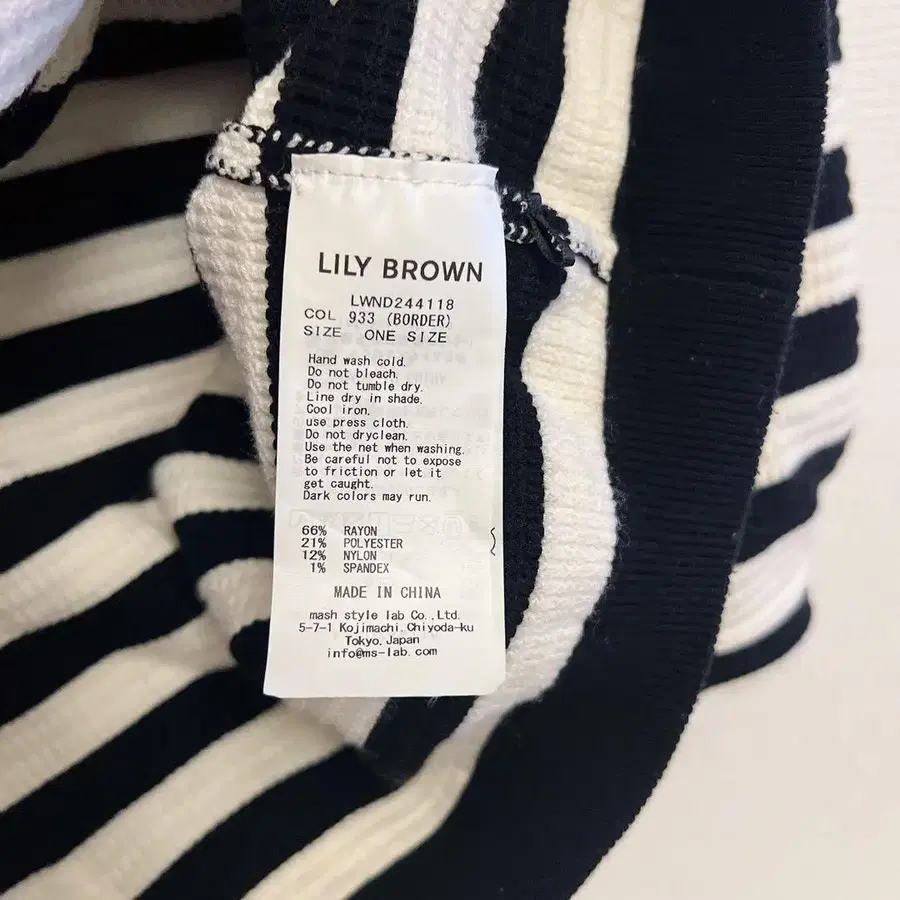 LILY BROWN
LWND244118
COL 933 (BORDER)
SIZE ONE SIZE
Hand wash cold.
Do not bleach.
Do not tumble dry.
Line dry in shade.
Cool iron.
use press cloth.
Do not dryclean.
Use the net when washing.
Be careful not to expose
to friction or let it
get caught.
Dark colors may run.
66% RAYON
21% POLYESTER
12% NYLON
1% SPANDEX
MADE IN CHINA
mash style lab Co.,Ltd.
5-7-1 Kojimachi,Chiyoda-ku
Tokyo,Japan
info@ms-lab.com